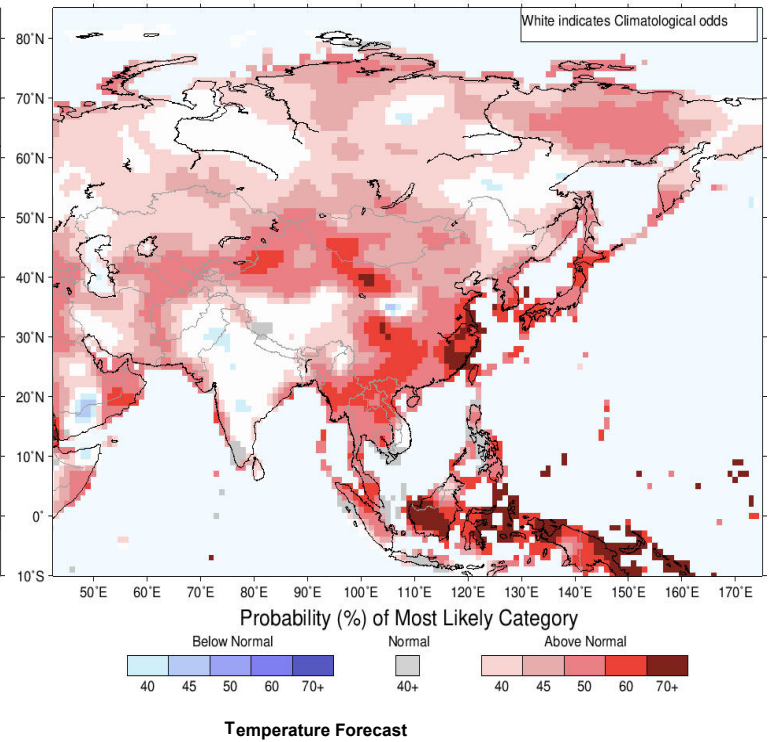 White indicates Climatological odds
80°N
70°N
60°N
50°N
40°N
30°N
20°N
10°N
0°
10°S
50°E 60°E 70°E 80°E 90°E 100°E 110°E 120°E 130°E 140°E 150°E 160°E 170°E
Probability (%) of Most Likely Category
Below Normal Normal Above Normal
40 45 50 60 70+ 40+ 40 45 50 60 70+
Temperature Forecast